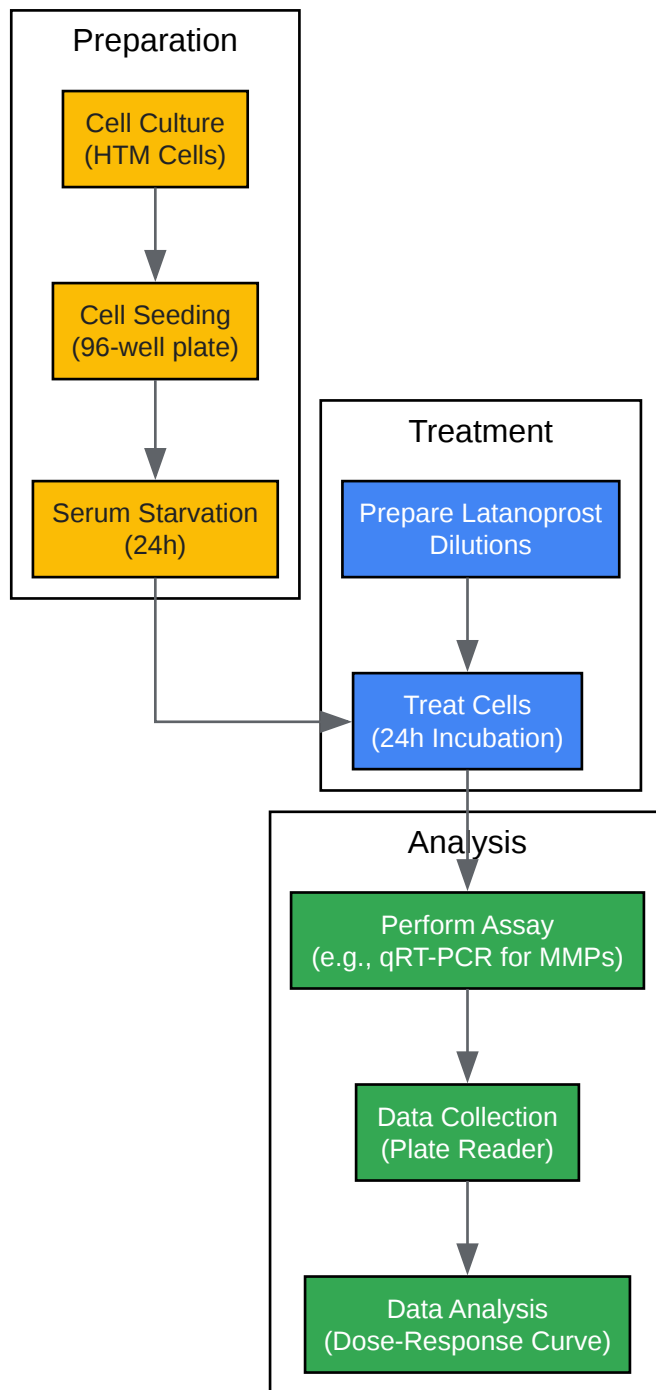 Preparation
Cell Culture
(HTM Cells)
Cell Seeding
(96-well plate)
Serum Starvation
(24h)
Treatment
Prepare Latanoprost
Dilutions
Treat Cells
(24h Incubation)
Analysis
Perform Assay
(e.g., qRT-PCR for MMPs)
Data Collection
(Plate Reader)
Data Analysis
(Dose-Response Curve)